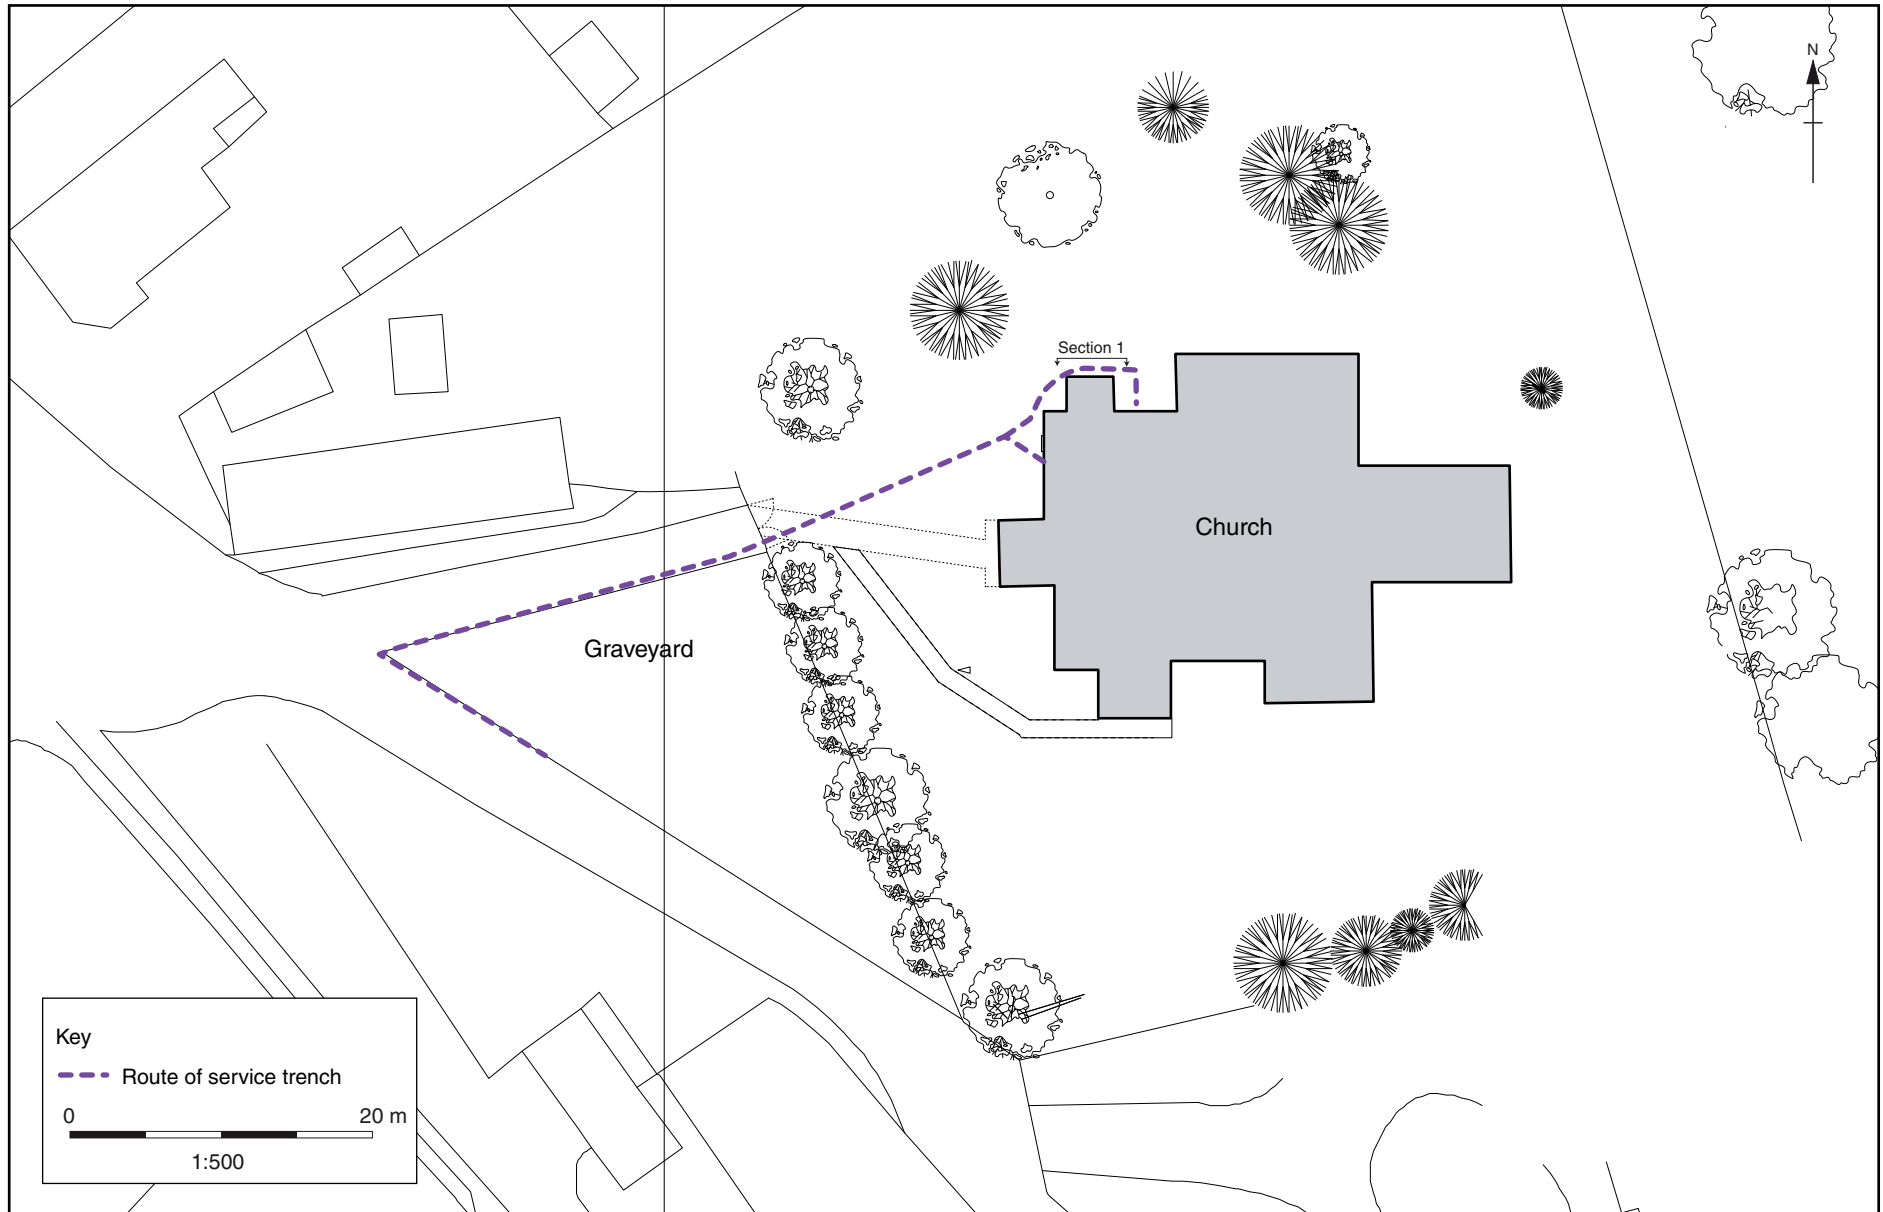 N
Section 1
Church
Graveyard
Key
Route of service trench
0 20 m
1:500